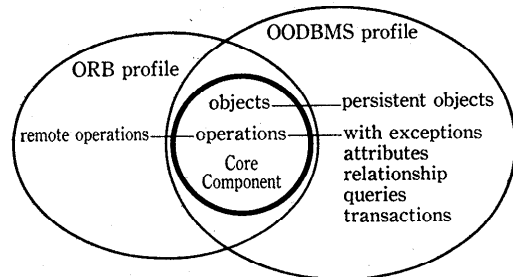 OODBMS profile
ORB profile
objects persistent objects
remote operations operations with exceptions
attributes
Core relationship
Component queries
transactions